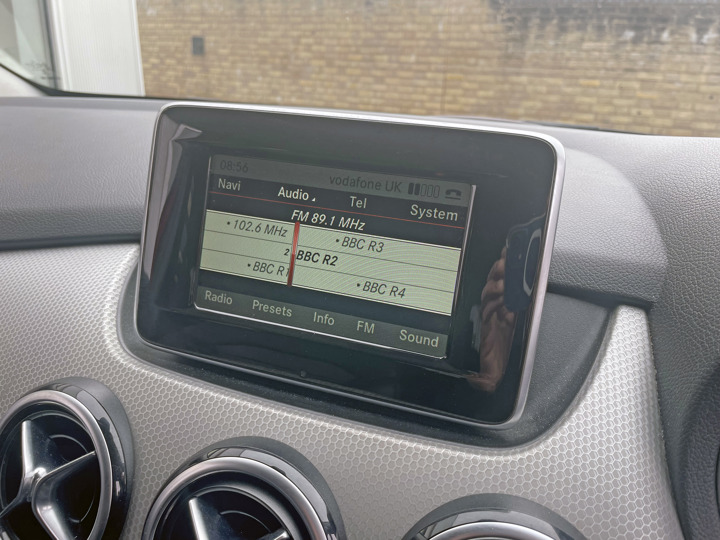 08:56
vodafone UK
Navi Audio Tel System
FM 89.1 MHz
• 102.6 MHz • BBC R3
2 BBC R2
• BBC R1 • BBC R4
Radio Presets Info FM Sound